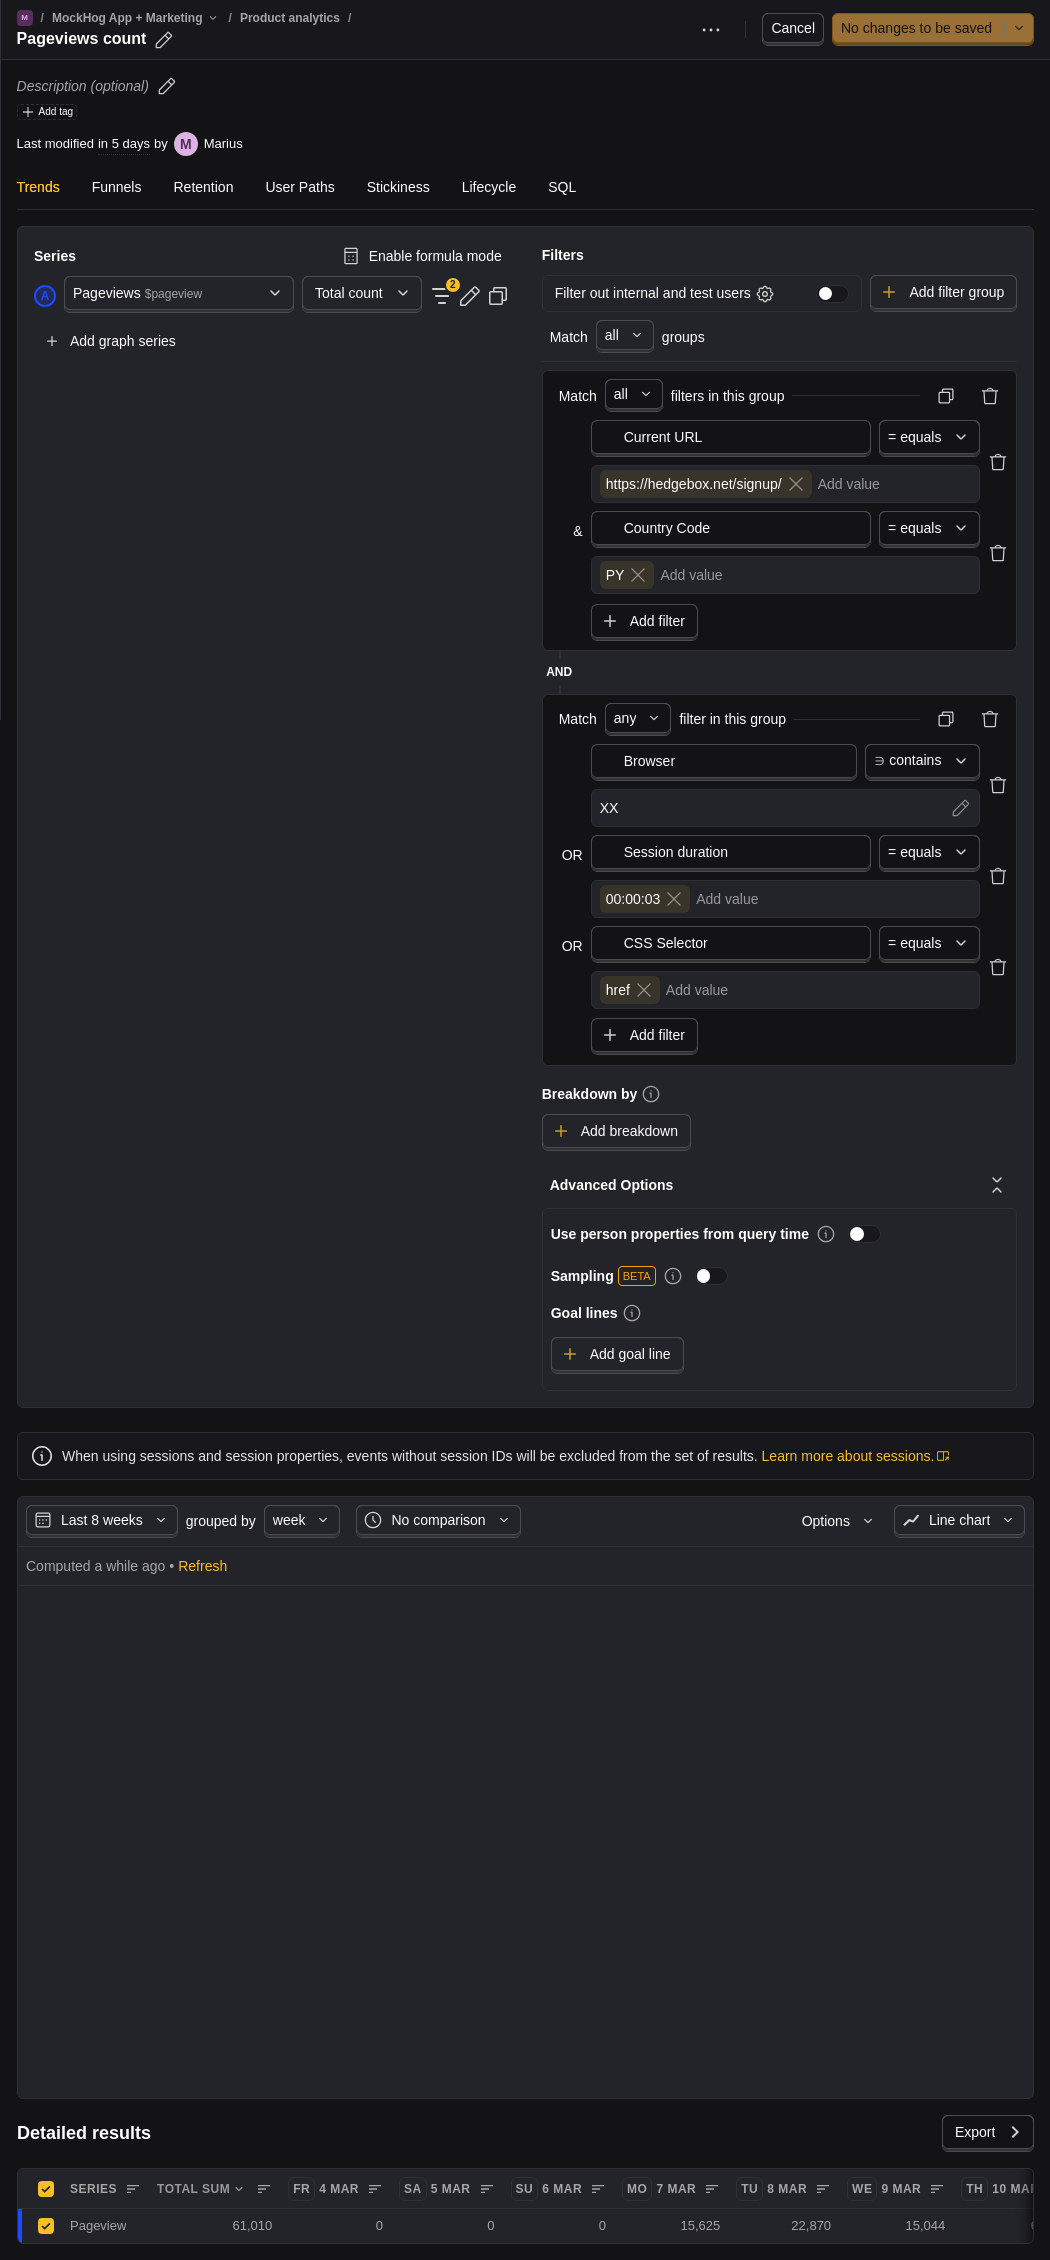 M / MockHog App + Marketing / Product analytics /
Pageviews count
Cancel
No changes to be saved
Description (optional)
Add tag
Last modified in 5 days by M Marius
Trends Funnels Retention User Paths Stickiness Lifecycle SQL
Series
Enable formula mode
A Pageviews $pageview Total count 2
Add graph series
Filters
Filter out internal and test users
Add filter group
Match all groups
Match all filters in this group
Current URL = equals
https://hedgebox.net/signup/ Add value
& Country Code = equals
PY Add value
Add filter
AND
Match any filter in this group
Browser ∋ contains
XX
OR Session duration = equals
00:00:03 Add value
OR CSS Selector = equals
href Add value
Add filter
Breakdown by
Add breakdown
Advanced Options
Use person properties from query time
Sampling BETA
Goal lines
Add goal line
When using sessions and session properties, events without session IDs will be excluded from the set of results. Learn more about sessions.
Last 8 weeks grouped by week No comparison Options Line chart
Computed a while ago • Refresh
Detailed results
Export
SERIES TOTAL SUM FR 4 MAR SA 5 MAR SU 6 MAR MO 7 MAR TU 8 MAR WE 9 MAR TH 10 MAR
Pageview 61,010 0 0 0 15,625 22,870 15,044